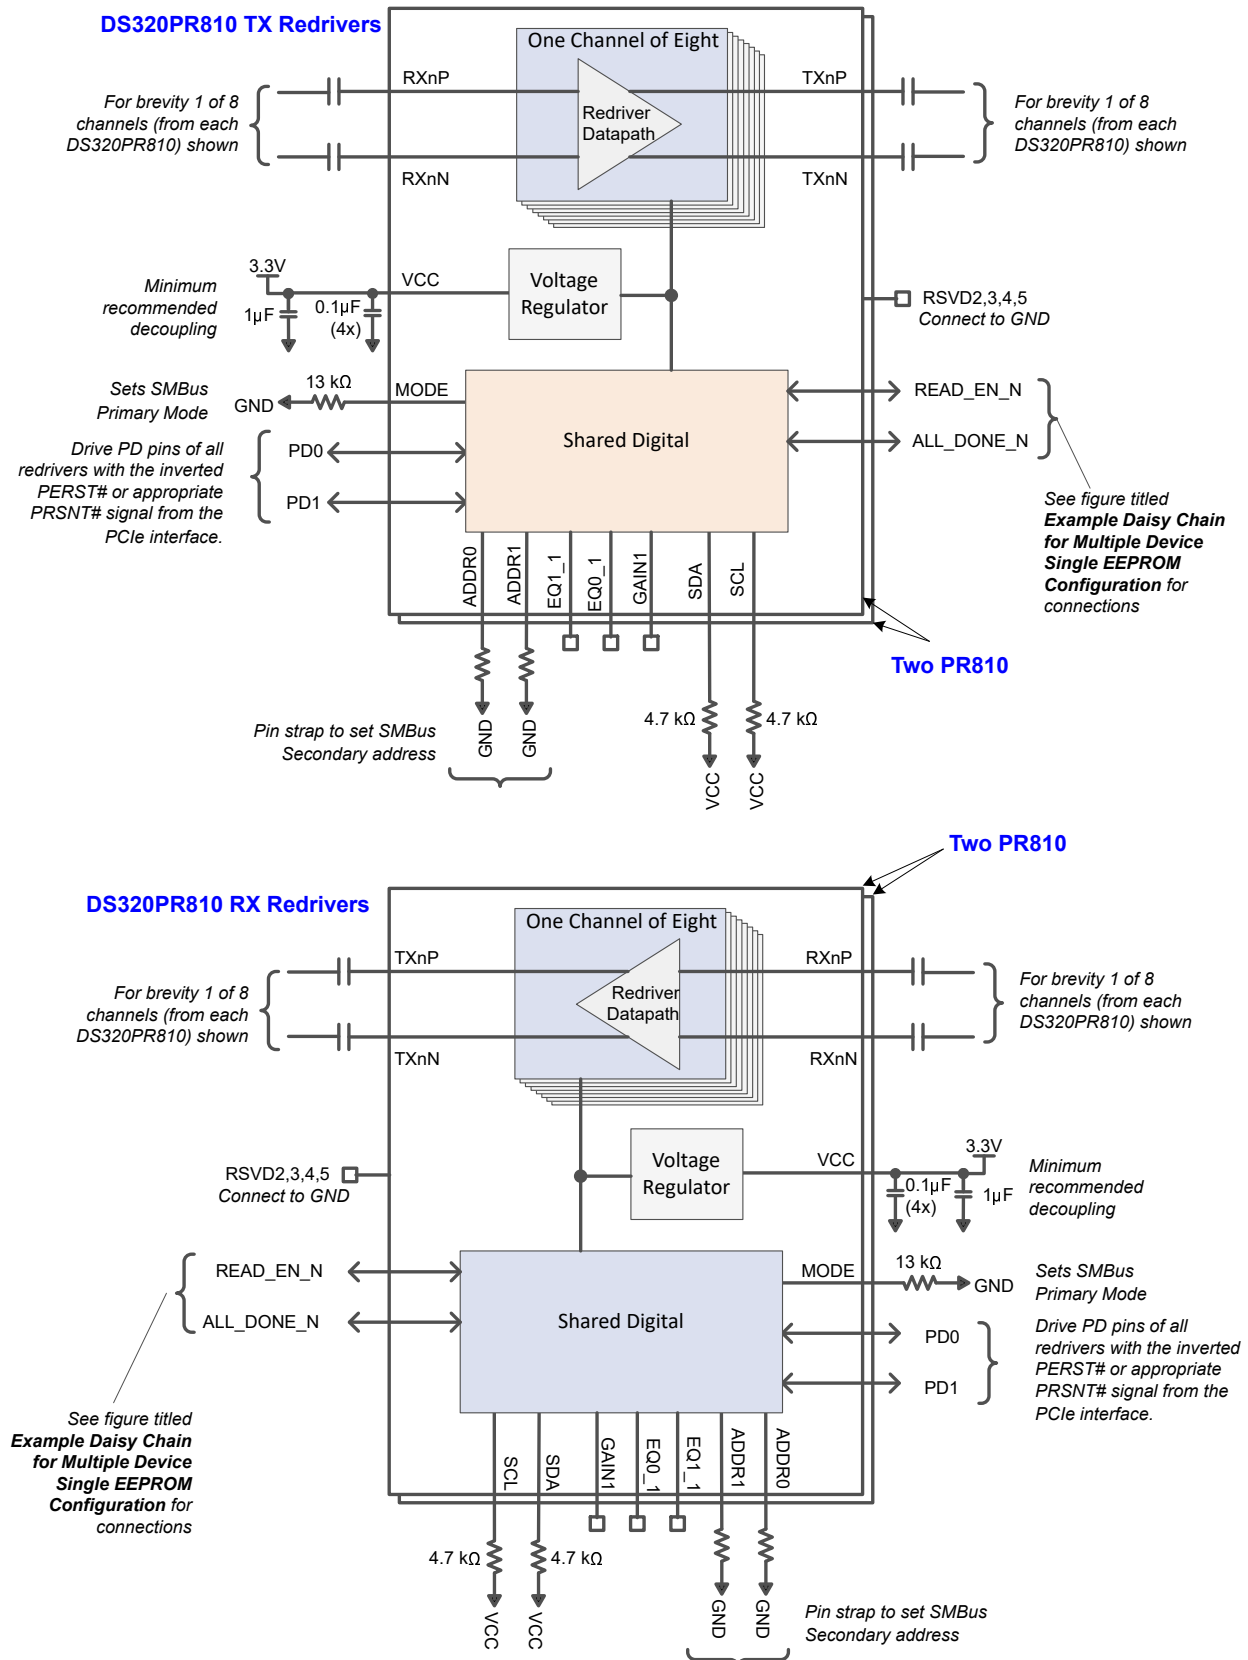 DS320PR810 TX Redrivers
One Channel of Eight
RXnP
TXnP
For brevity 1 of 8
channels (from each
DS320PR810) shown
Redriver
Datapath
For brevity 1 of 8
channels (from each
DS320PR810) shown
RXnN
TXnN
3.3V
VCC
Minimum
recommended
decoupling
1µF
0.1µF
(4x)
Voltage
Regulator
RSVD2,3,4,5
Connect to GND
Sets SMBus
Primary Mode
GND
13 kΩ
MODE
READ_EN_N
Shared Digital
ALL_DONE_N
Drive PD pins of all
redrivers with the inverted
PERST# or appropriate
PRSNT# signal from the
PCIe interface.
PD0
PD1
See figure titled
Example Daisy Chain
for Multiple Device
Single EEPROM
Configuration for
connections
ADDR0
ADDR1
EQ1_1
EQ0_1
GAIN1
SDA
SCL
Two PR810
Pin strap to set SMBus
Secondary address
GND
GND
4.7 kΩ
4.7 kΩ
VCC
VCC
Two PR810
DS320PR810 RX Redrivers
One Channel of Eight
TXnP
RXnP
For brevity 1 of 8
channels (from each
DS320PR810) shown
Redriver
Datapath
For brevity 1 of 8
channels (from each
DS320PR810) shown
TXnN
RXnN
RSVD2,3,4,5
Connect to GND
Voltage
Regulator
VCC
3.3V
0.1µF
(4x)
1µF
Minimum
recommended
decoupling
READ_EN_N
ALL_DONE_N
Shared Digital
MODE
13 kΩ
GND
Sets SMBus
Primary Mode
PD0
PD1
Drive PD pins of all
redrivers with the inverted
PERST# or appropriate
PRSNT# signal from the
PCIe interface.
See figure titled
Example Daisy Chain
for Multiple Device
Single EEPROM
Configuration for
connections
SCL
SDA
GAIN1
EQ0_1
EQ1_1
ADDR1
ADDR0
4.7 kΩ
4.7 kΩ
VCC
VCC
GND
GND
Pin strap to set SMBus
Secondary address